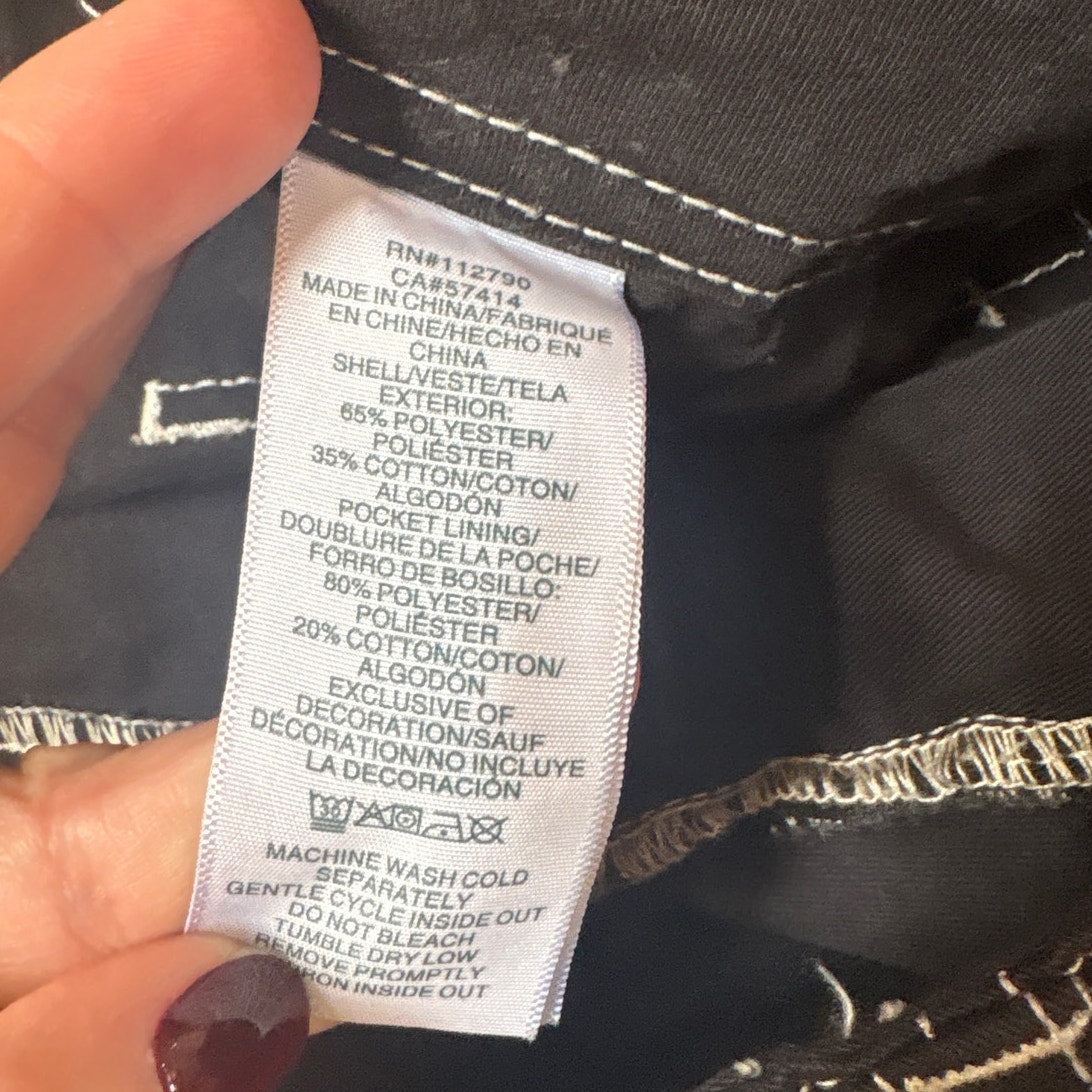 RN#112790
CA#57414
MADE IN CHINA/FABRIQUÉ
EN CHINE/HECHO EN
CHINA
SHELL/VESTE/TELA
EXTERIOR:
65% POLYESTER/
POLIÉSTER
35% COTTON/COTON/
ALGODÓN
POCKET LINING/
DOUBLURE DE LA POCHE/
FORRO DE BOSILLO:
80% POLYESTER/
POLIÉSTER
20% COTTON/COTON/
ALGODÓN
EXCLUSIVE OF
DECORATION/SAUF
DÉCORATION/NO INCLUYE
LA DECORACIÓN
30
MACHINE WASH COLD
SEPARATELY
GENTLE CYCLE INSIDE OUT
DO NOT BLEACH
TUMBLE DRY LOW
REMOVE PROMPTLY
IRON INSIDE OUT